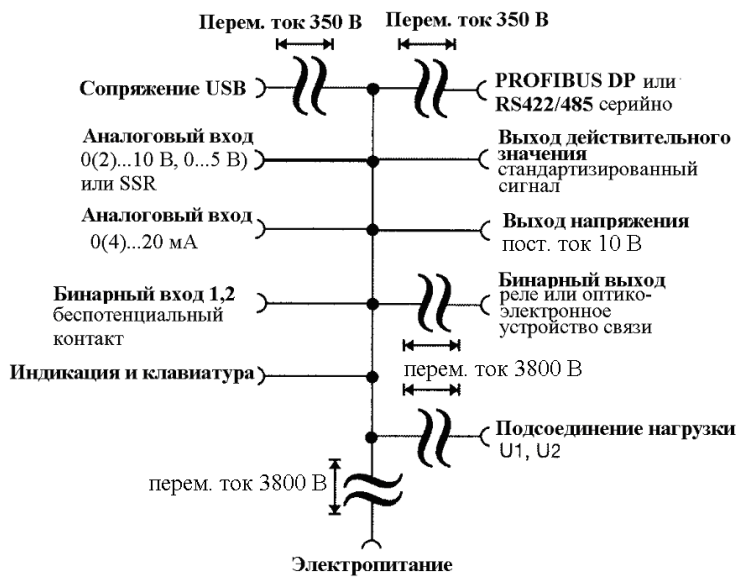 Перем. ток 350 В
Перем. ток 350 В
Сопряжение USB
PROFIBUS DP или
RS422/485 серийно
Аналоговый вход
0(2)...10 В, 0...5 В)
или SSR
Выход действительного
значения
стандартизированный
сигнал
Аналоговый вход
0(4)...20 мА
Выход напряжения
пост. ток 10 В
Бинарный вход 1,2
беспотенциальный
контакт
Бинарный выход
реле или оптико-
электронное
устройство связи
Индикация и клавиатура
перем. ток 3800 В
Подсоединение нагрузки
U1, U2
перем. ток 3800 В
Электропитание